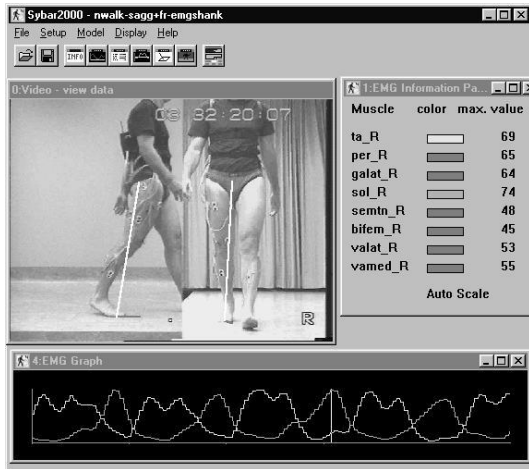 Sybar2000 - nwalk-sagg+fr-emgshank
File Setup Model Display Help
INFO
0:Video - view data
03 32:20:07
R
1:EMG Information Pa...
Muscle color max. value
ta_R 69
per_R 65
galat_R 64
sol_R 74
semtn_R 48
bifem_R 45
valat_R 53
vamed_R 55
Auto Scale
4:EMG Graph